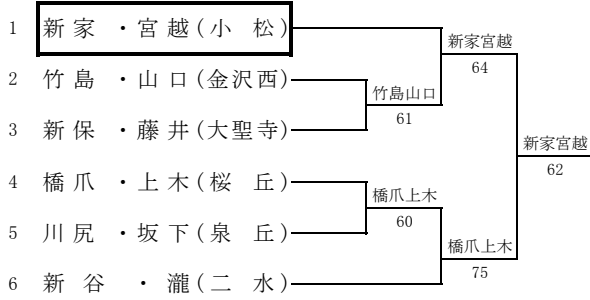 1 新家・宮越(小 松)
新家宮越
64
2 竹島・山口(金沢西)
竹島山口
61
3 新保・藤井(大聖寺)
新家宮越
62
4 橋爪・上木(桜 丘)
橋爪上木
60
5 川尻・坂下(泉 丘)
橋爪上木
75
6 新谷・瀧(二 水)